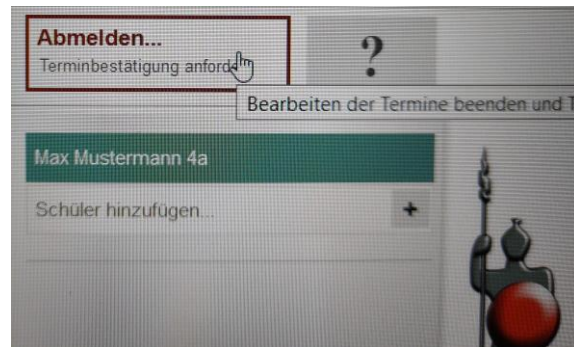 Abmelden...
Terminbestätigung anford
?
Bearbeiten der Termine beenden und T
Max Mustermann 4a
Schüler hinzufügen...
+